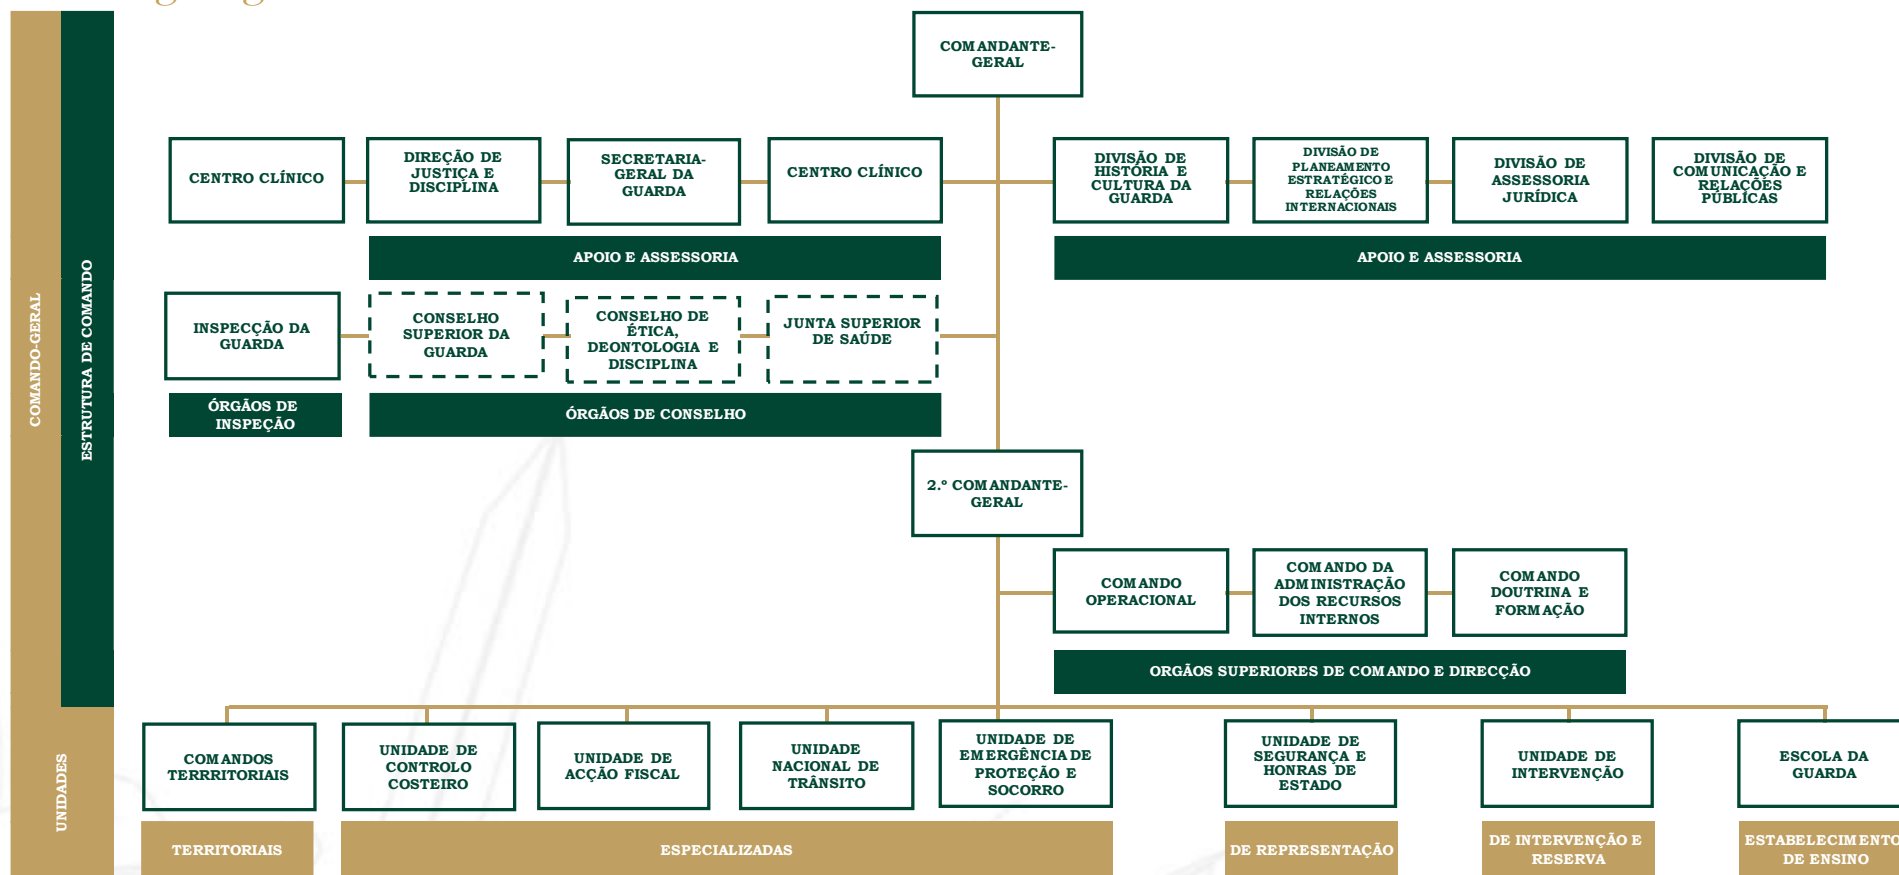 COMANDANTE-
GERAL
CENTRO CLÍNICO
DIREÇÃO DE
JUSTIÇA E
DISCIPLINA
SECRETARIA-
GERAL DA
GUARDA
CENTRO CLÍNICO
DIVISÃO DE
HISTÓRIA E
CULTURA DA
GUARDA
DIVISÃO DE
PLANEAMENTO
ESTRATÉGICO E
RELAÇÕES
INTERNACIONAIS
DIVISÃO DE
ASSESSORIA
JURÍDICA
DIVISÃO DE
COMUNICAÇÃO E
RELAÇÕES
PÚBLICAS
APOIO E ASSESSORIA
APOIO E ASSESSORIA
COMANDO-GERAL
ESTRUTURA DE COMANDO
INSPECÇÃO DA
GUARDA
CONSELHO
SUPERIOR DA
GUARDA
CONSELHO DE
ÉTICA,
DEONTOLOGIA E
DISCIPLINA
JUNTA SUPERIOR
DE SAÚDE
ÓRGÃOS DE
INSPEÇÃO
ÓRGÃOS DE CONSELHO
2.º COMANDANTE-
GERAL
COMANDO
OPERACIONAL
COMANDO DA
ADMINISTRAÇÃO
DOS RECURSOS
INTERNOS
COMANDO
DOUTRINA E
FORMAÇÃO
ORGÃOS SUPERIORES DE COMANDO E DIRECÇÃO
UNIDADES
COMANDOS
TERRRITORIAIS
UNIDADE DE
CONTROLO
COSTEIRO
UNIDADE DE
ACÇÃO FISCAL
UNIDADE
NACIONAL DE
TRÂNSITO
UNIDADE DE
EMERGÊNCIA DE
PROTEÇÃO E
SOCORRO
UNIDADE DE
SEGURANÇA E
HONRAS DE
ESTADO
UNIDADE DE
INTERVENÇÃO
ESCOLA DA
GUARDA
TERRITORIAIS
ESPECIALIZADAS
DE REPRESENTAÇÃO
DE INTERVENÇÃO E
RESERVA
ESTABELECIMENTO
DE ENSINO